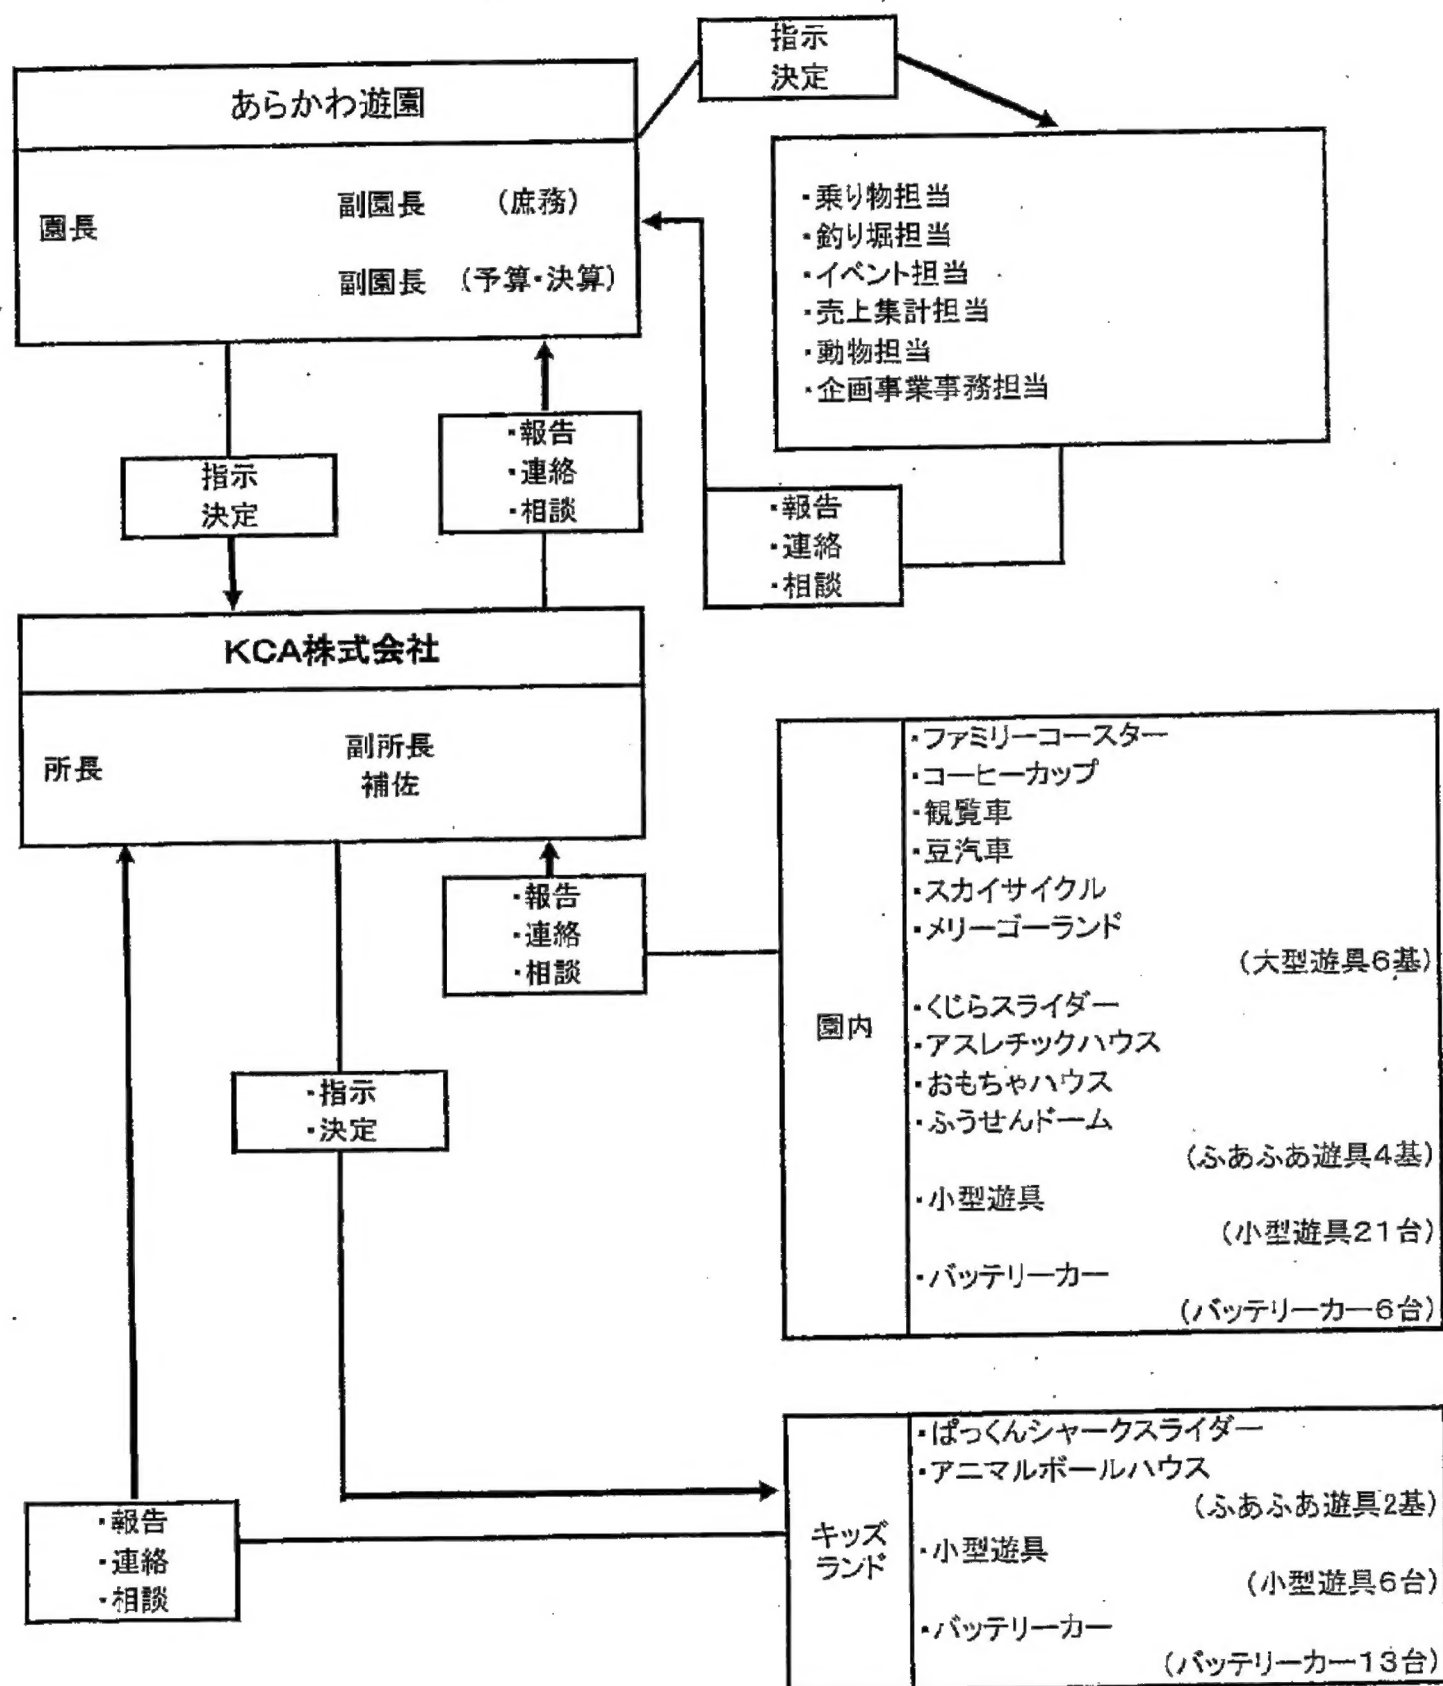 指示
決定
あらかわ遊園
園長
副園長 (庶務)
副園長 (予算・決算)
・乗り物担当
・釣り堀担当
・イベント担当
・売上集計担当
・動物担当
・企画事業事務担当
指示
決定
・報告
・連絡
・相談
・報告
・連絡
・相談
KCA株式会社
所長
副所長
補佐
・報告
・連絡
・相談
・指示
・決定
園内
・ファミリーコースター
・コーヒーカップ
・観覧車
・豆汽車
・スカイサイクル
・メリーゴーランド
(大型遊具6基)
・くじらスライダー
・アスレチックハウス
・おもちゃハウス
・ふうせんドーム
(ふあふあ遊具4基)
・小型遊具
(小型遊具21台)
・バッテリーカー
(バッテリーカー6台)
・報告
・連絡
・相談
キッズ
ランド
・ぱっくんシャークスライダー
・アニマルボールハウス
(ふあふあ遊具2基)
・小型遊具
(小型遊具6台)
・バッテリーカー
(バッテリーカー13台)